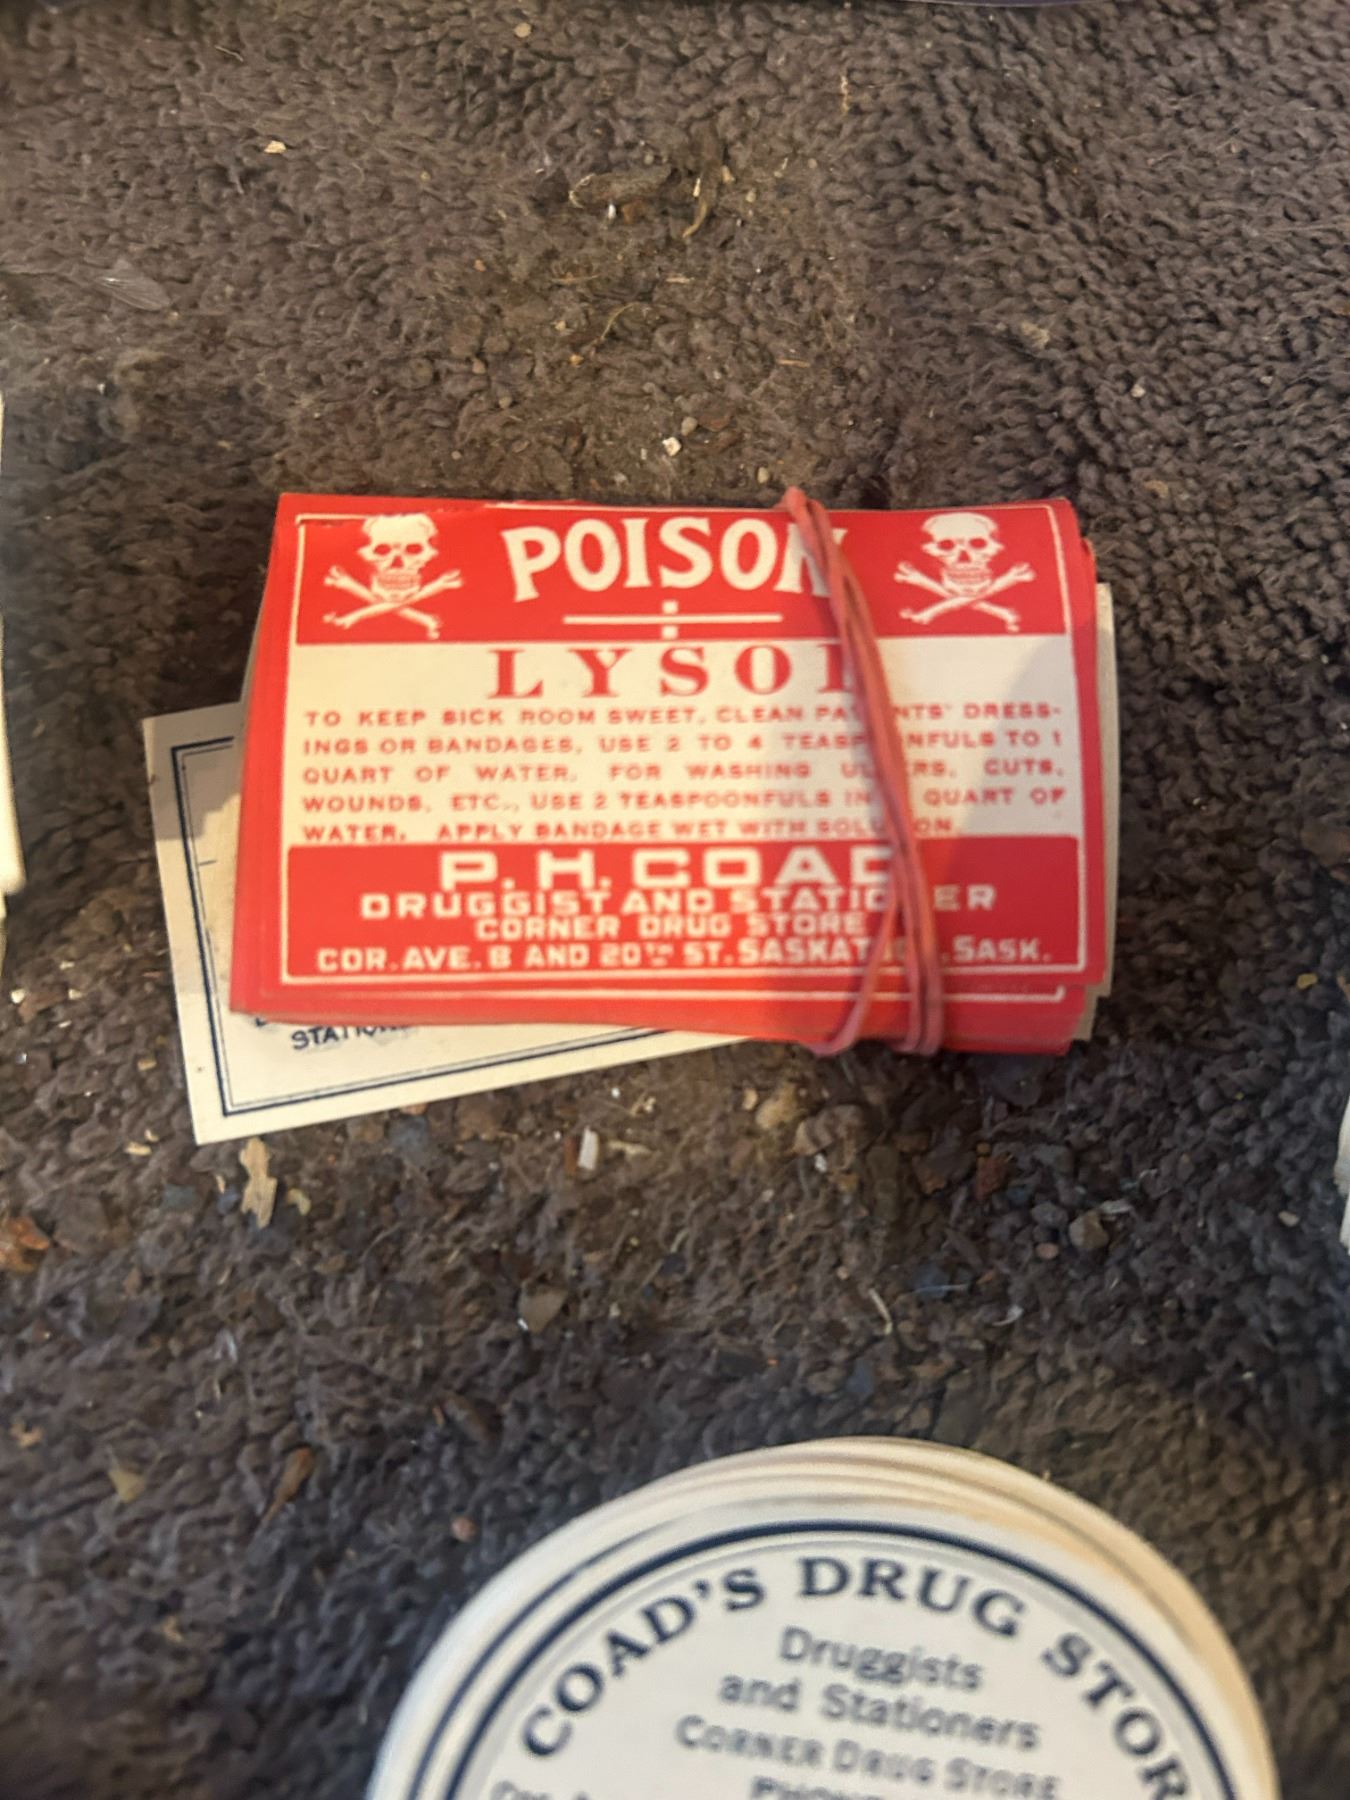 POISON
LYSOL
TO KEEP SICK ROOM SWEET, CLEAN PATIENTS' DRESS-
INGS OR BANDAGES, USE 2 TO 4 TEASPOONFULS TO 1
QUART OF WATER. FOR WASHING ULCERS, CUTS,
WOUNDS, ETC., USE 2 TEASPOONFULS IN QUART OF
WATER. APPLY BANDAGE WET WITH SOLUTION
P. H. COAD
DRUGGIST AND STATIONER
CORNER DRUG STORE
COR. AVE. B AND 20TH ST. SASKATOON, SASK.
COAD'S DRUG STOR
Druggists
and Stationers
CORNER DRUG STORE